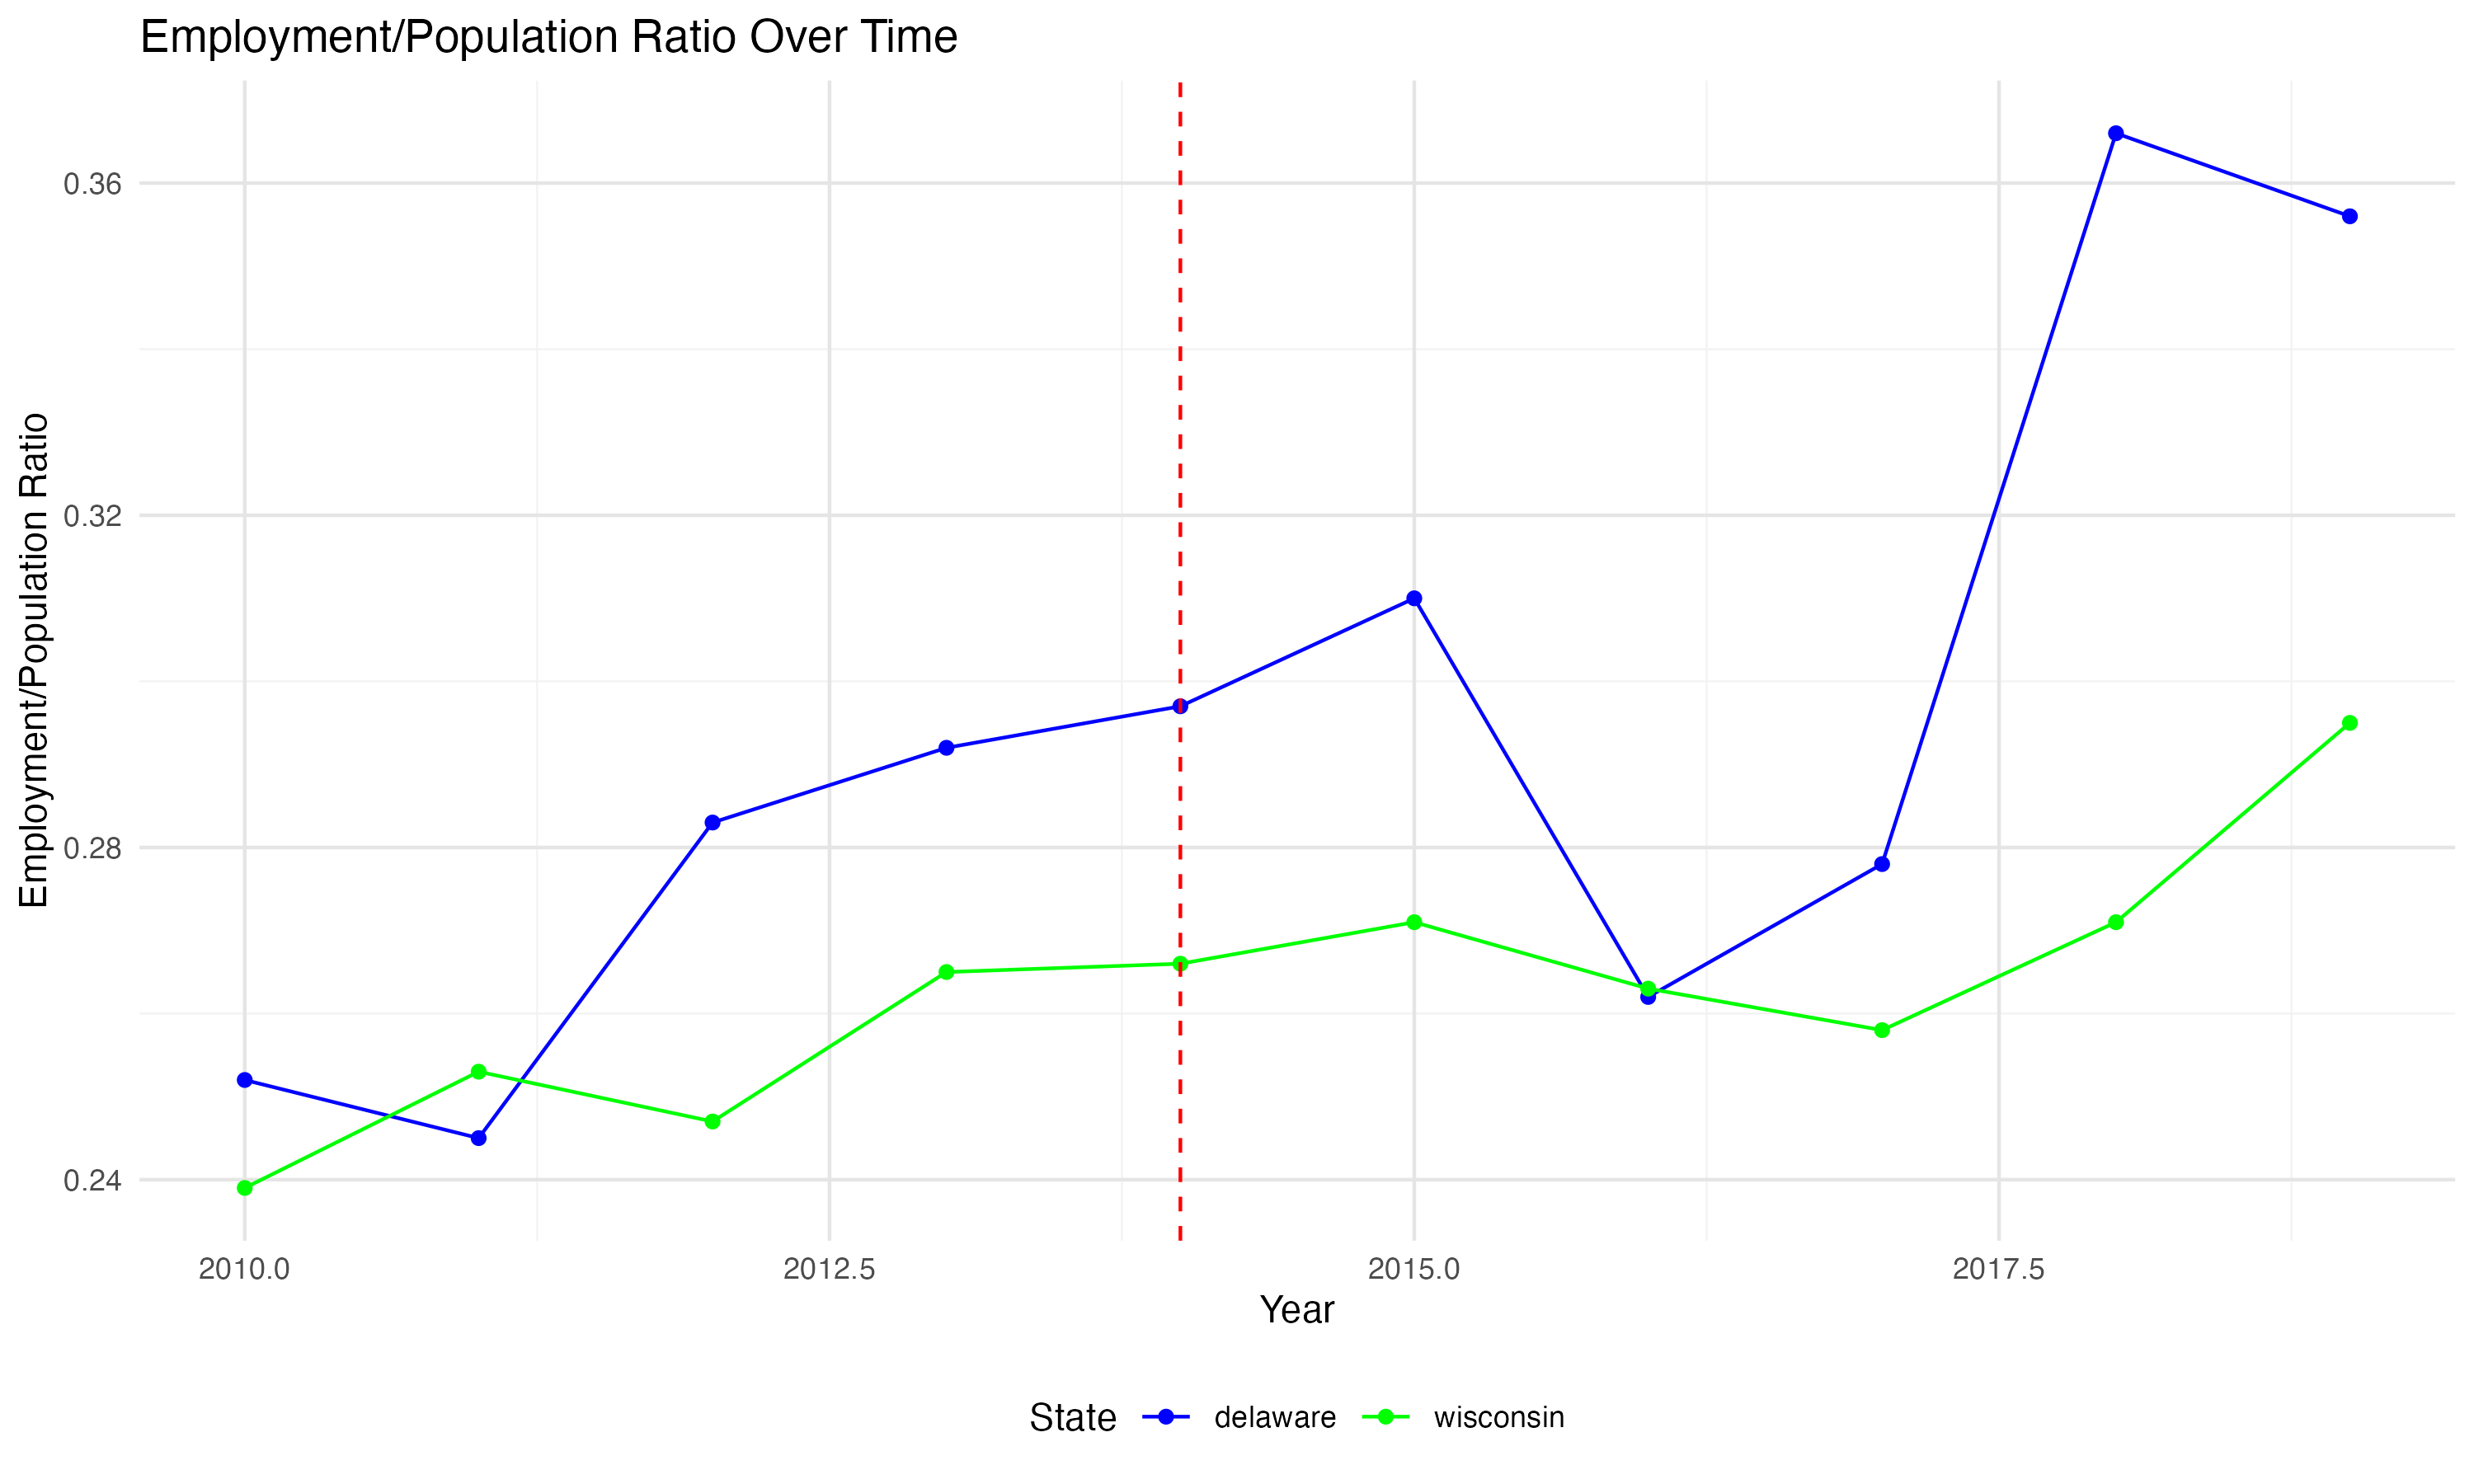 Employment/Population Ratio Over Time
Employment/Population Ratio
0.36
0.32
0.28
0.24
2010.0 2012.5 2015.0 2017.5
Year
State delaware wisconsin